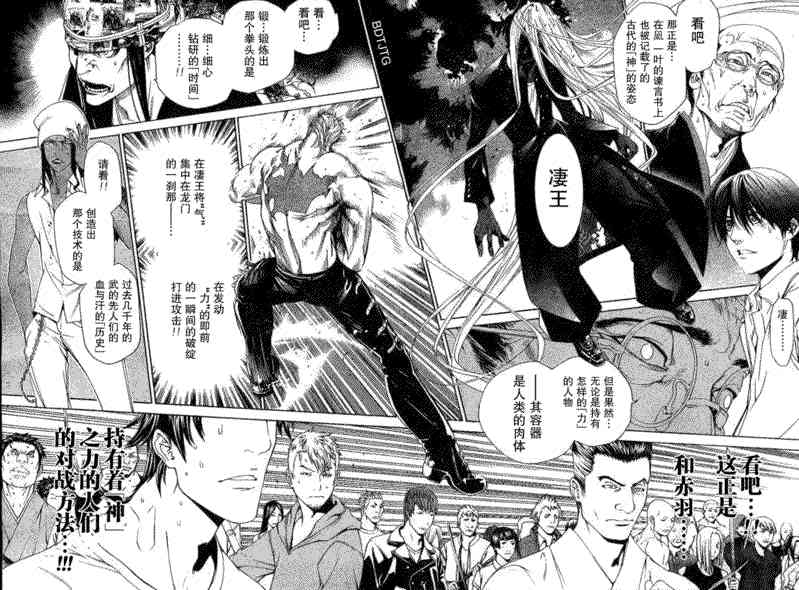 看吧
那正是…
在凪一叶的谏言书上
也被记载了的
古代的「神」的姿态
凄王
凄…
但是果然…
无论是持有
怎样的「力」
的人物
——其容器
是人类的肉体
BDTJTG
看…
看吧…
锻…锻炼出
那个拳头的是
细…细心
钻研的「时间」
……!!
在凄王将“气”
集中在龙门
的一刹那——
在发动
“力”的即前
的一瞬间的破绽
打进攻击!!
请看!!
创造出
那个技术的是
过去几千年的
武的先人们的
血与汗的「历史」
看吧…!!
这正是
和赤羽……
持有着「神」
之力的人们
的对战方法
……!!!